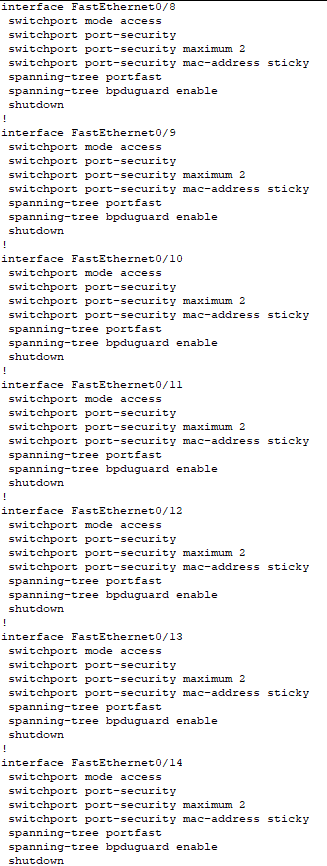 interface FastEthernet0/8
switchport mode access
switchport port-security
switchport port-security maximum 2
switchport port-security mac-address sticky
spanning-tree portfast
spanning-tree bpduguard enable
shutdown
!
interface FastEthernet0/9
switchport mode access
switchport port-security
switchport port-security maximum 2
switchport port-security mac-address sticky
spanning-tree portfast
spanning-tree bpduguard enable
shutdown
!
interface FastEthernet0/10
switchport mode access
switchport port-security
switchport port-security maximum 2
switchport port-security mac-address sticky
spanning-tree portfast
spanning-tree bpduguard enable
shutdown
!
interface FastEthernet0/11
switchport mode access
switchport port-security
switchport port-security maximum 2
switchport port-security mac-address sticky
spanning-tree portfast
spanning-tree bpduguard enable
shutdown
!
interface FastEthernet0/12
switchport mode access
switchport port-security
switchport port-security maximum 2
switchport port-security mac-address sticky
spanning-tree portfast
spanning-tree bpduguard enable
shutdown
!
interface FastEthernet0/13
switchport mode access
switchport port-security
switchport port-security maximum 2
switchport port-security mac-address sticky
spanning-tree portfast
spanning-tree bpduguard enable
shutdown
!
interface FastEthernet0/14
switchport mode access
switchport port-security
switchport port-security maximum 2
switchport port-security mac-address sticky
spanning-tree portfast
spanning-tree bpduguard enable
shutdown